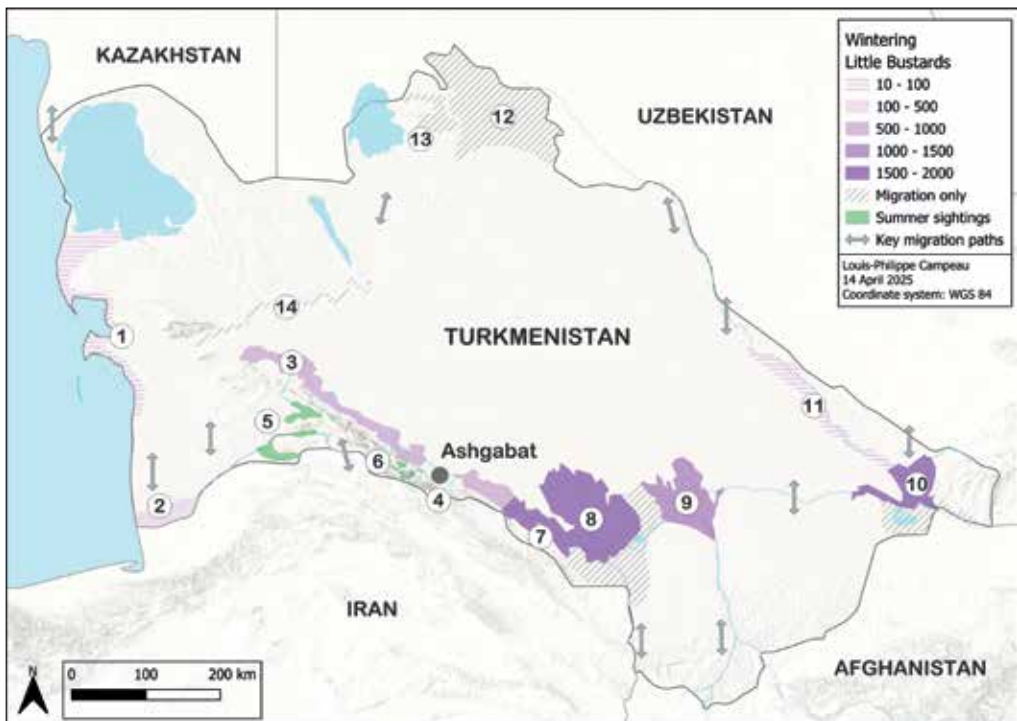 KAZAKHSTAN
UZBEKISTAN
TURKMENISTAN
Ashgabat
IRAN
AFGHANISTAN
1
2
3
4
5
6
7
8
9
10
11
12
13
14
Wintering
Little Bustards
10 - 100
100 - 500
500 - 1000
1000 - 1500
1500 - 2000
Migration only
Summer sightings
Key migration paths
Louis-Philippe Campeau
14 April 2025
Coordinate system: WGS 84
N
0 100 200 km